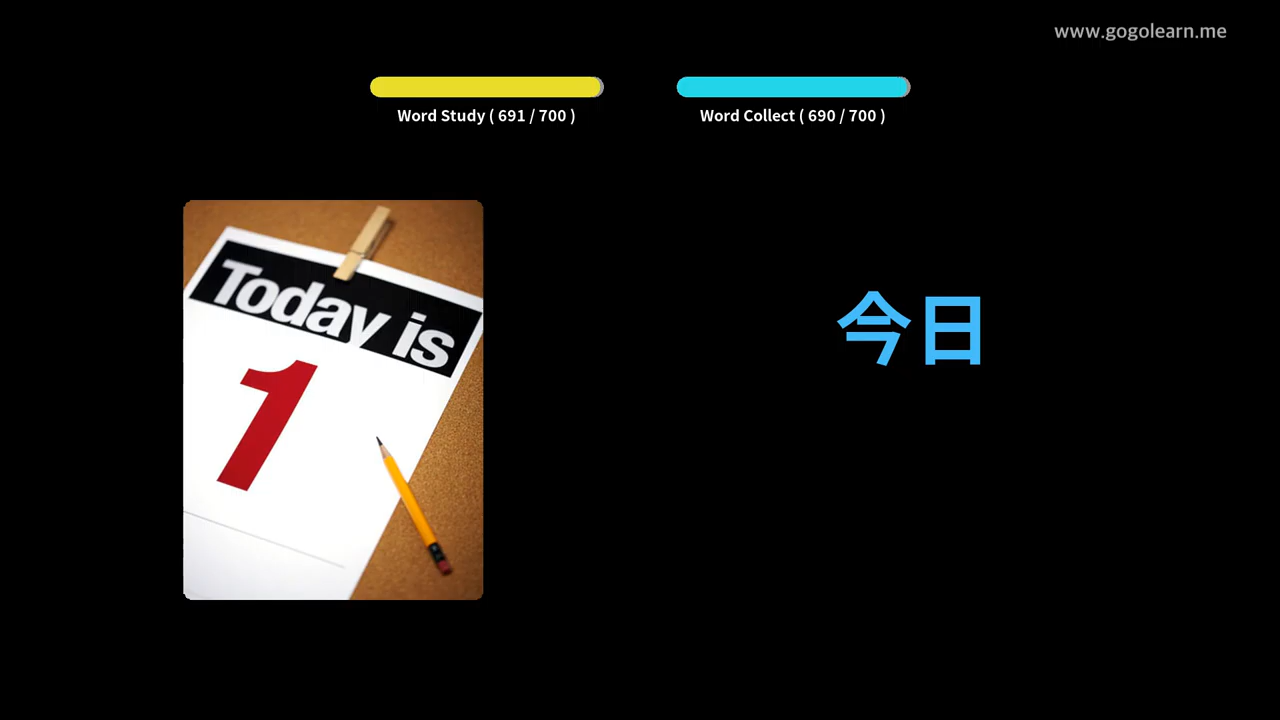 www.gogolearn.me
Word Study ( 691 / 700 )
Word Collect ( 690 / 700 )
Today is
1
今日